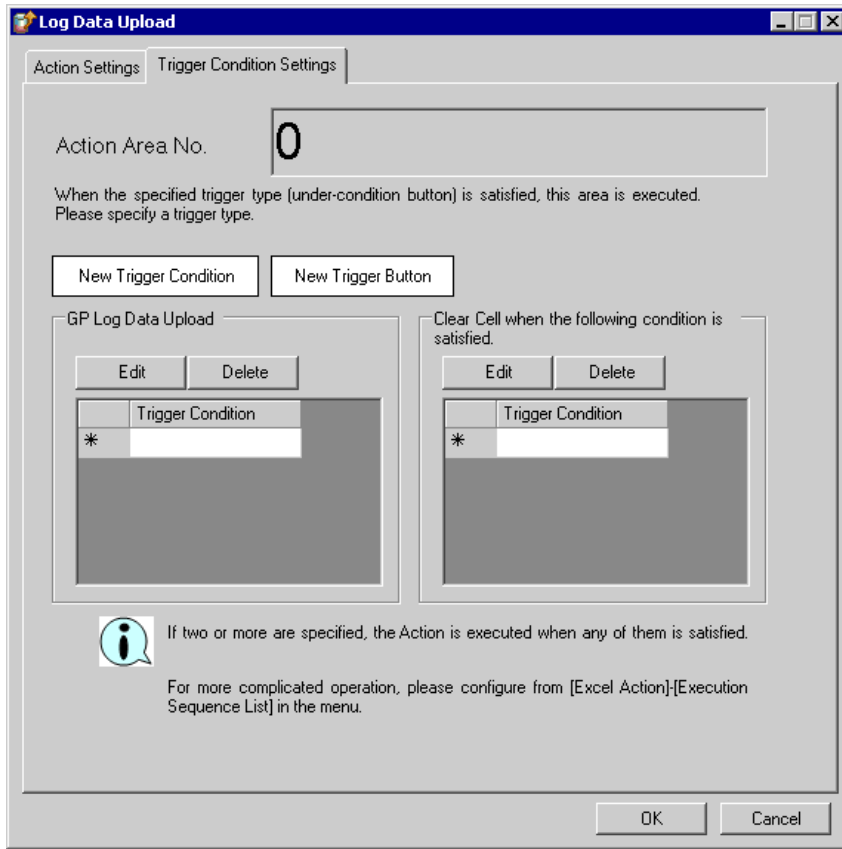 Log Data Upload
Action Settings
Trigger Condition Settings
Action Area No.
0
When the specified trigger type (under-condition button) is satisfied, this area is executed.
Please specify a trigger type.
New Trigger Condition
New Trigger Button
GP Log Data Upload
Edit
Delete
Trigger Condition
*
Clear Cell when the following condition is
satisfied.
Edit
Delete
Trigger Condition
*
If two or more are specified, the Action is executed when any of them is satisfied.
For more complicated operation, please configure from [Excel Action]-[Execution
Sequence List] in the menu.
OK
Cancel